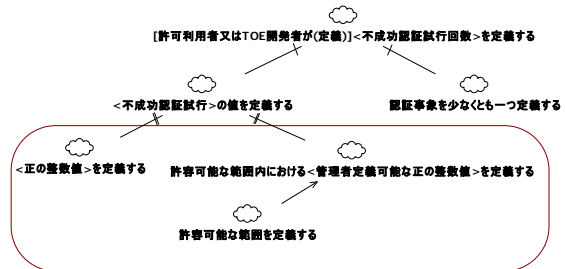 [許可利用者又はTOE開発者が(定義)]<不成功認証試行回数>を定義する
<不成功認証試行>の値を定義する
認証事象を少なくとも一つ定義する
<正の整数値>を定義する
許容可能な範囲内における<管理者定義可能な正の整数値>を定義する
許容可能な範囲を定義する